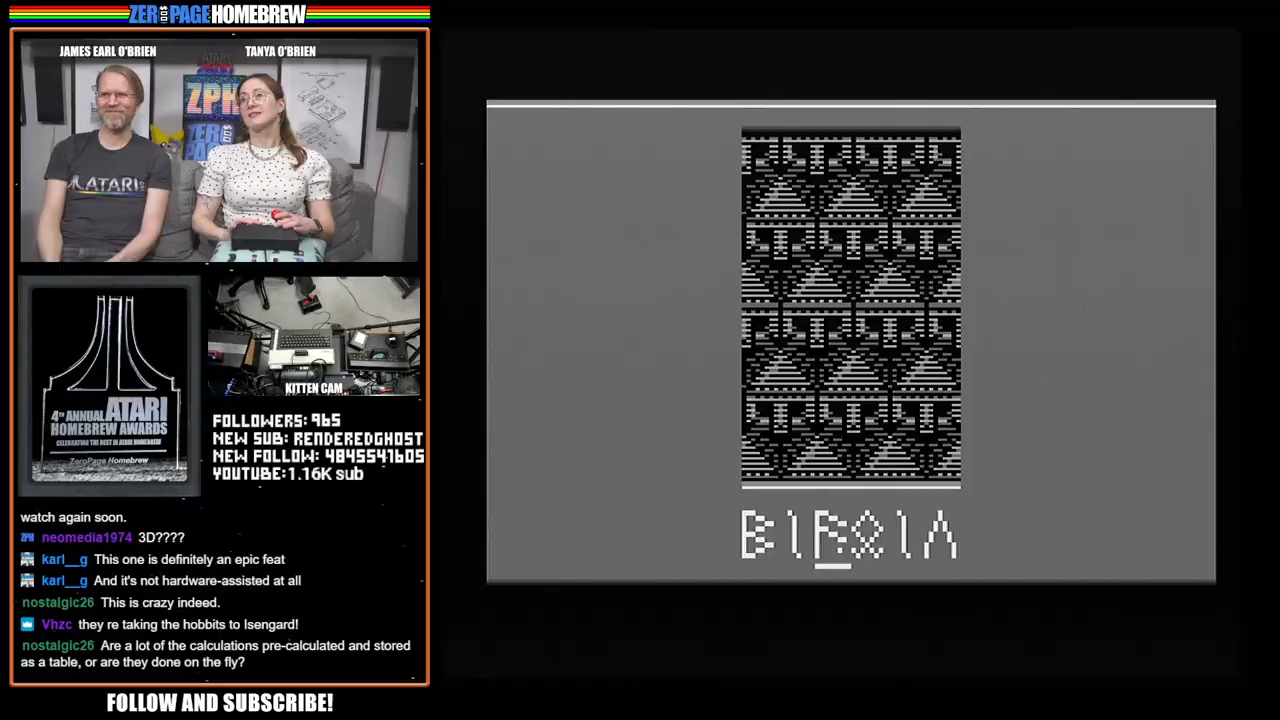 ZEROPAGE HOMEBREW
JAMES EARL O'BRIEN
TANYA O'BRIEN
ATARI
ZPH
ZERO
PAGE
ATARI
4TH ANNUAL ATARI
HOMEBREW AWARDS
CELEBRATING THE BEST IN ATARI HOMEBREW
ZeroPage Homebrew
KITTEN CAM
FOLLOWERS: 965
NEW SUB: RENDEREDGHOST
NEW FOLLOW: 4845541605
YOUTUBE: 1.16K sub
watch again soon.
neomedia1974 3D????
karl__g This one is definitely an epic feat
karl__g And it's not hardware-assisted at all
nostalgic26 This is crazy indeed.
Vhzc they re taking the hobbits to Isengard!
nostalgic26 Are a lot of the calculations pre-calculated and stored
as a table, or are they done on the fly?
FOLLOW AND SUBSCRIBE!